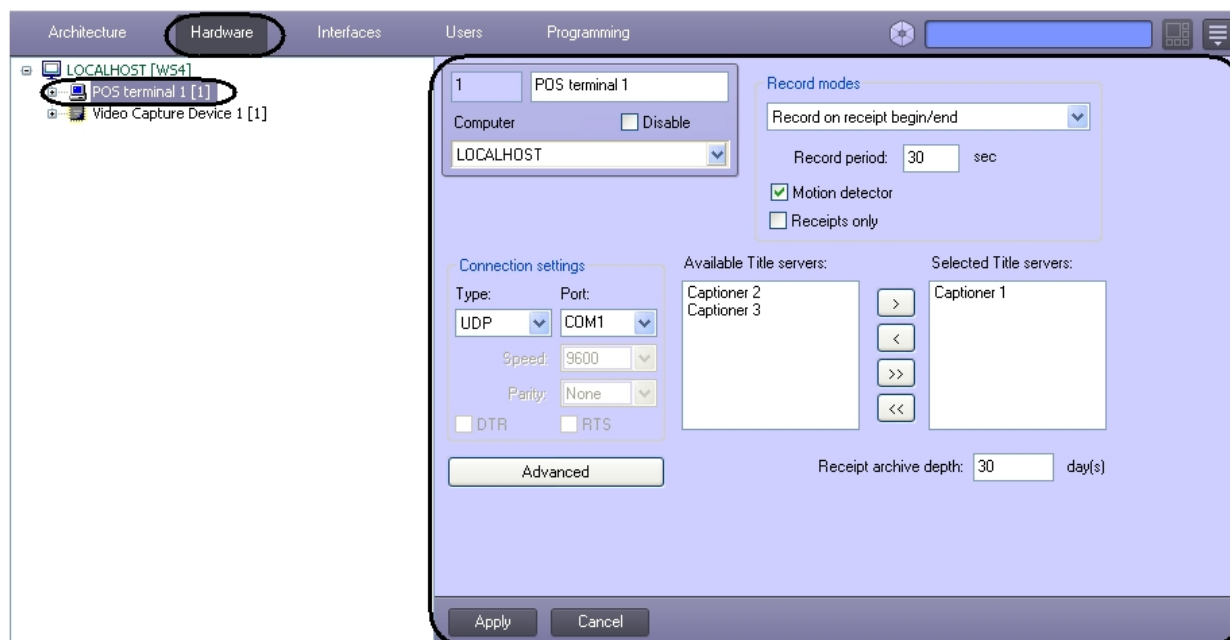 Architecture Hardware Interfaces Users Programming
LOCALHOST [WS4]
POS terminal 1 [1]
Video Capture Device 1 [1]
1 POS terminal 1
Computer Disable
LOCALHOST
Record modes
Record on receipt begin/end
Record period: 30 sec
Motion detector
Receipts only
Connection settings
Type: Port:
UDP COM1
Speed: 9600
Parity: None
DTR RTS
Advanced
Available Title servers:
Captioner 2
Captioner 3
>
<
>>
<<
Selected Title servers:
Captioner 1
Receipt archive depth: 30 day(s)
Apply Cancel